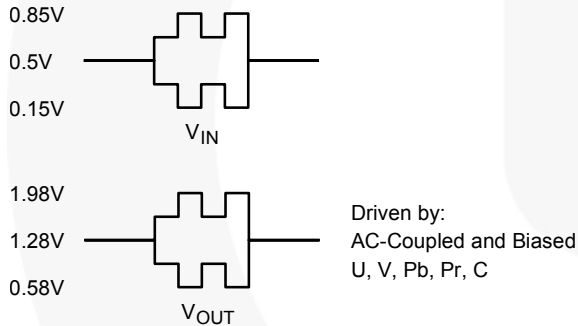 0.85V
0.5V
0.15V
VIN
1.98V
1.28V
0.58V
VOUT
Driven by:
AC-Coupled and Biased
U, V, Pb, Pr, C